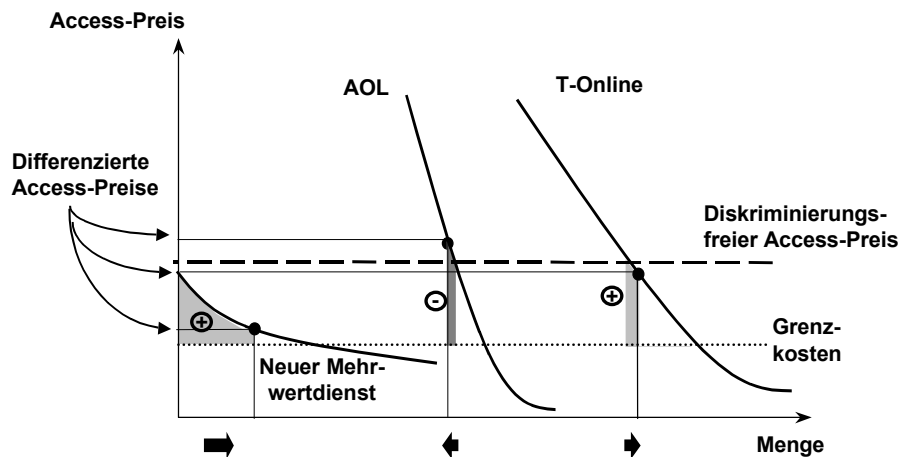 Access-Preis
AOL
T-Online
Differenzierte
Access-Preise
Diskriminierungs-
freier Access-Preis
+
-
+
Grenz-
kosten
Neuer Mehr-
wertdienst
Menge